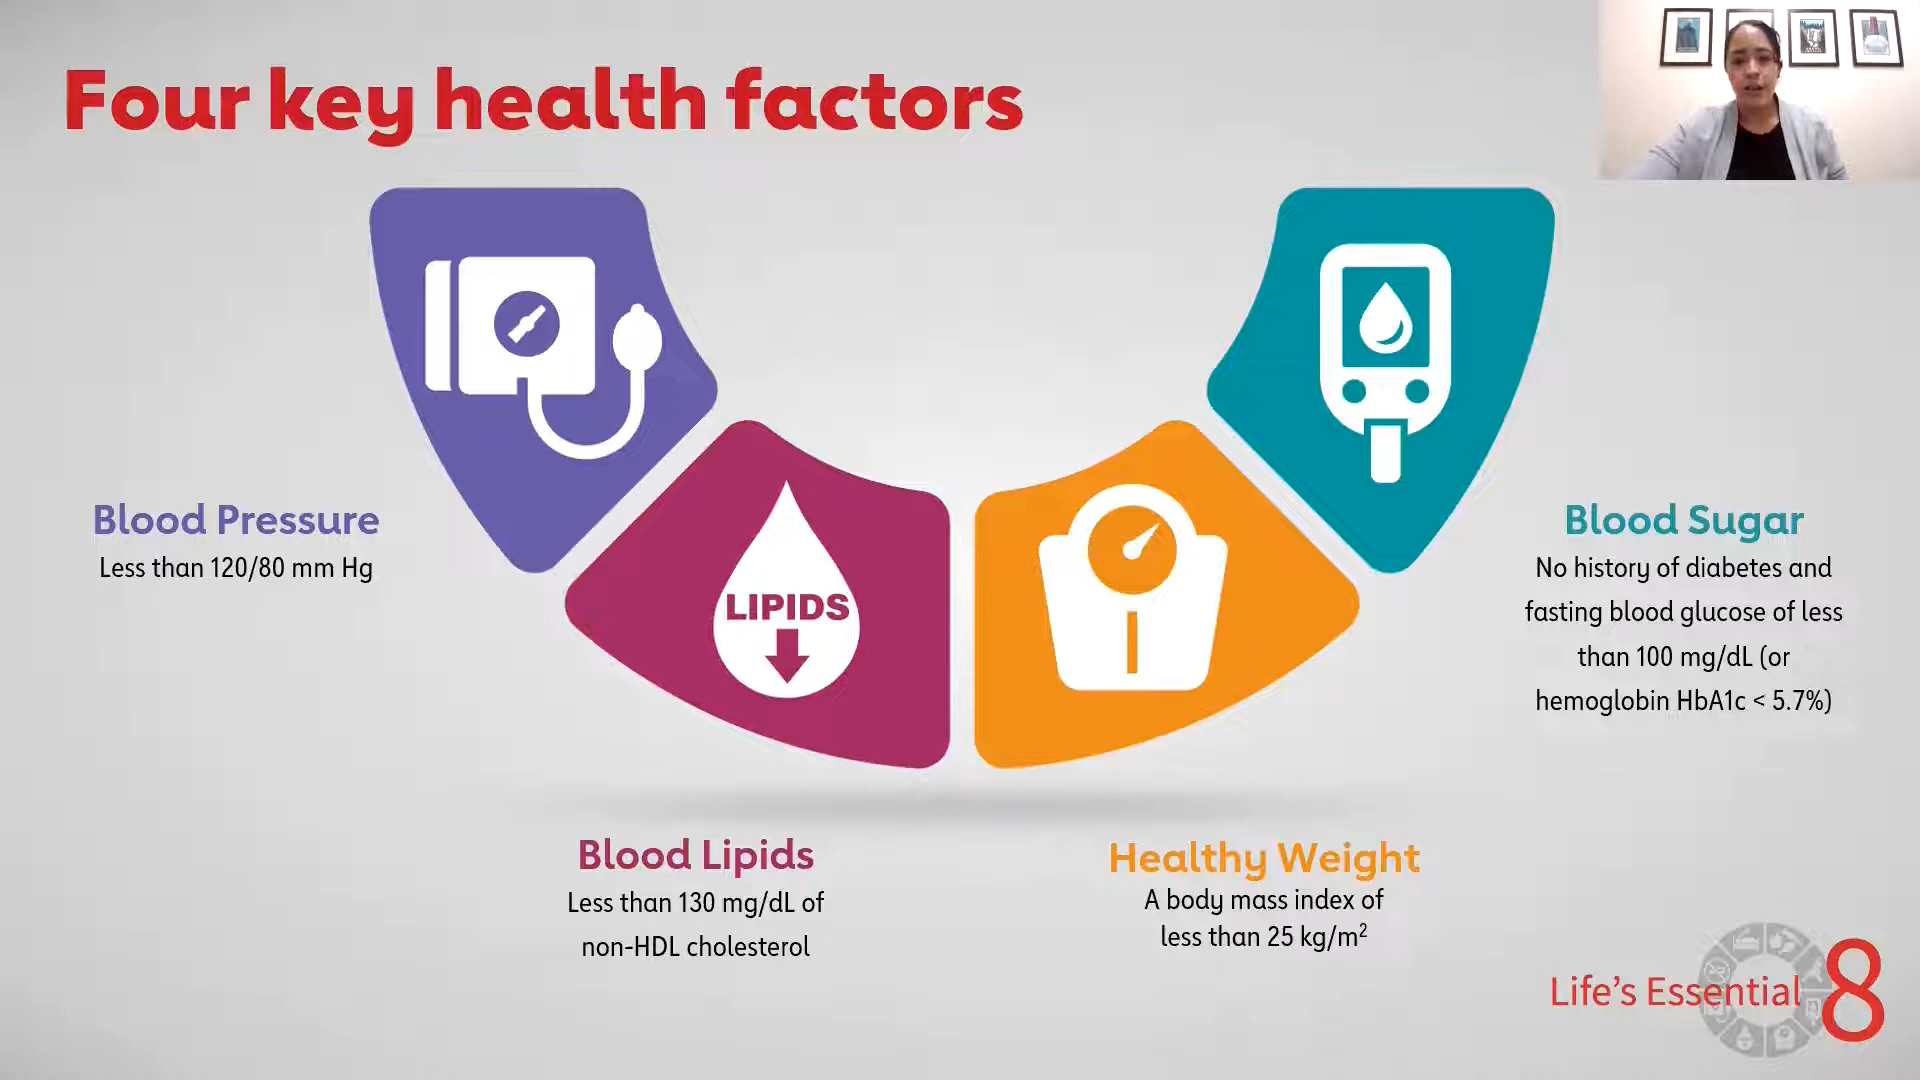 Four key health factors
LIPIDS
Blood Pressure
Less than 120/80 mm Hg
Blood Sugar
No history of diabetes and
fasting blood glucose of less
than 100 mg/dL (or
hemoglobin HbA1c < 5.7%)
Blood Lipids
Less than 130 mg/dL of
non-HDL cholesterol
Healthy Weight
A body mass index of
less than 25 kg/m²
Life's Essential 8